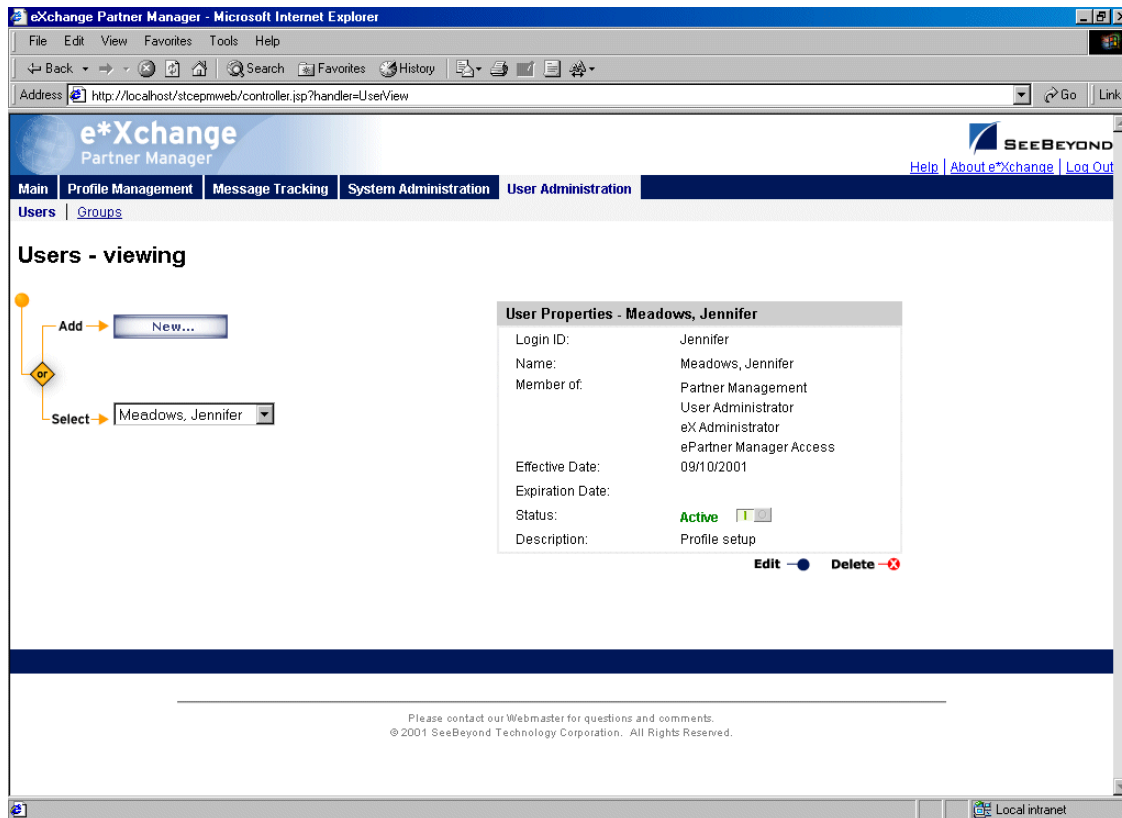 eXchange Partner Manager - Microsoft Internet Explorer
File Edit View Favorites Tools Help
Back Search Favorites History
Address http://localhost/stcepmweb/controller.jsp?handler=UserView Go Link
e*Xchange
Partner Manager
SEEBEYOND
Help | About e*Xchange | Log Out
Main Profile Management Message Tracking System Administration User Administration
Users | Groups
Users - viewing
Add New...
or
Select Meadows, Jennifer
User Properties - Meadows, Jennifer
Login ID: Jennifer
Name: Meadows, Jennifer
Member of: Partner Management
User Administrator
eX Administrator
ePartner Manager Access
Effective Date: 09/10/2001
Expiration Date:
Status: Active
Description: Profile setup
Edit Delete
Please contact our Webmaster for questions and comments.
© 2001 SeeBeyond Technology Corporation. All Rights Reserved.
Local intranet